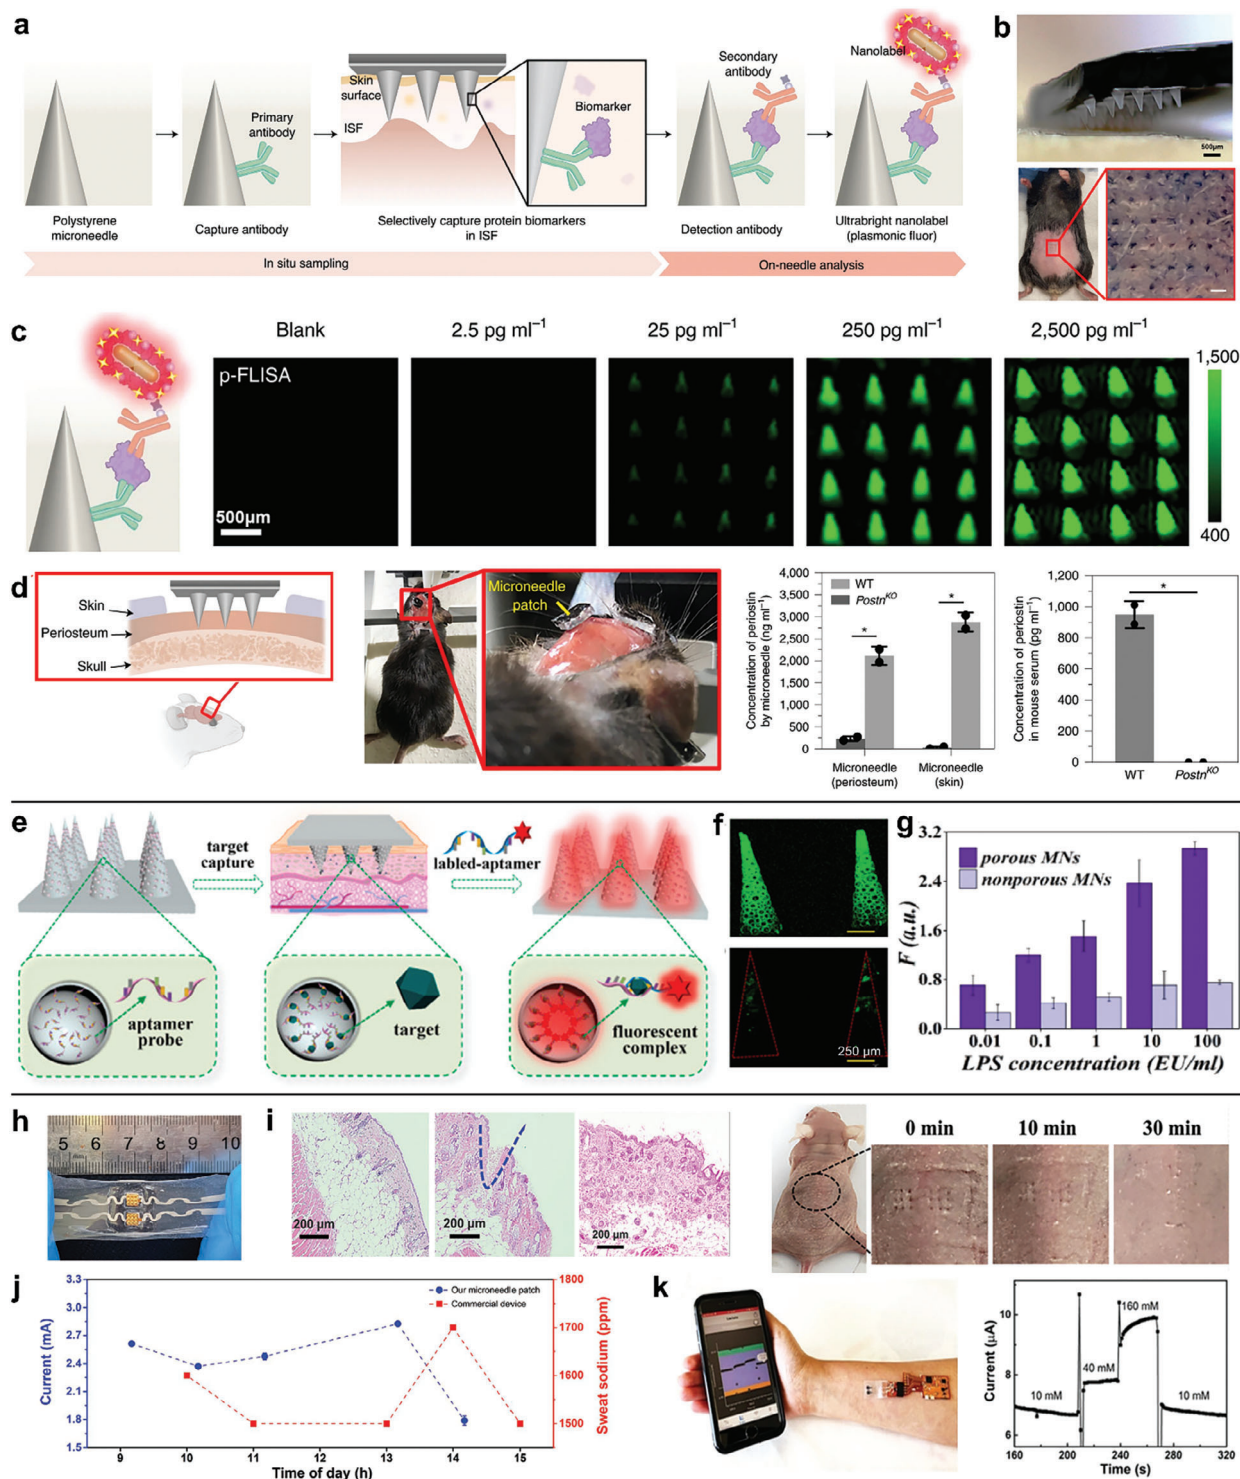 a
Polystyrene
microneedle
Primary
antibody
Capture antibody
Skin
surface
ISF
Biomarker
Selectively capture protein biomarkers
in ISF
Secondary
antibody
Detection antibody
Nanolabel
Ultrabright nanolabel
(plasmonic fluor)
In situ sampling
On-needle analysis
b
500µm
c
Blank
2.5 pg ml⁻¹
25 pg ml⁻¹
250 pg ml⁻¹
2,500 pg ml⁻¹
p-FLISA
500µm
1,500
400
d
Skin
Periosteum
Skull
Microneedle
patch
Concentration of periostin
by microneedle (ng ml⁻¹)
4,000
3,500
3,000
2,500
2,000
1,500
1,000
500
0
WT
Postnᴷᴼ
*
*
Microneedle
(periosteum)
Microneedle
(skin)
Concentration of periostin
in mouse serum (pg ml⁻¹)
1,200
1,000
800
600
400
200
0
*
WT
Postnᴷᴼ
e
target
capture
labled-aptamer
aptamer
probe
target
fluorescent
complex
f
250 µm
g
F (a.u.)
3.2
2.4
1.6
0.8
0.0
porous MNs
nonporous MNs
0.01
0.1
1
10
100
LPS concentration (EU/ml)
h
5 6 7 8 9 10
i
200 µm
200 µm
200 µm
0 min
10 min
30 min
j
Current (mA)
3.3
3.0
2.7
2.4
2.1
1.8
1.5
Our microneedle patch
Commercial device
1800
1700
1600
1500
Sweat sodium (ppm)
9 10 11 12 13 14 15
Time of day (h)
k
Current (µA)
10
8
6
10 mM
40 mM
160 mM
10 mM
160 200 240 280 320
Time (s)